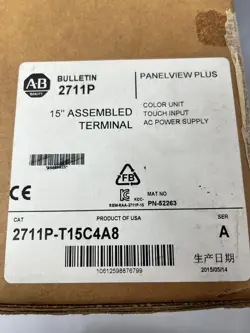 AB
QUALITY
BULLETIN
2711P
PANELVIEW PLUS
15" ASSEMBLED
TERMINAL
COLOR UNIT
TOUCH INPUT
AC POWER SUPPLY
FB
CE
MAT NO
PN-52263
CAT
PRODUCT OF USA
SER
2711P-T15C4A8
A
10612598876799
生产日期
2015/05/14